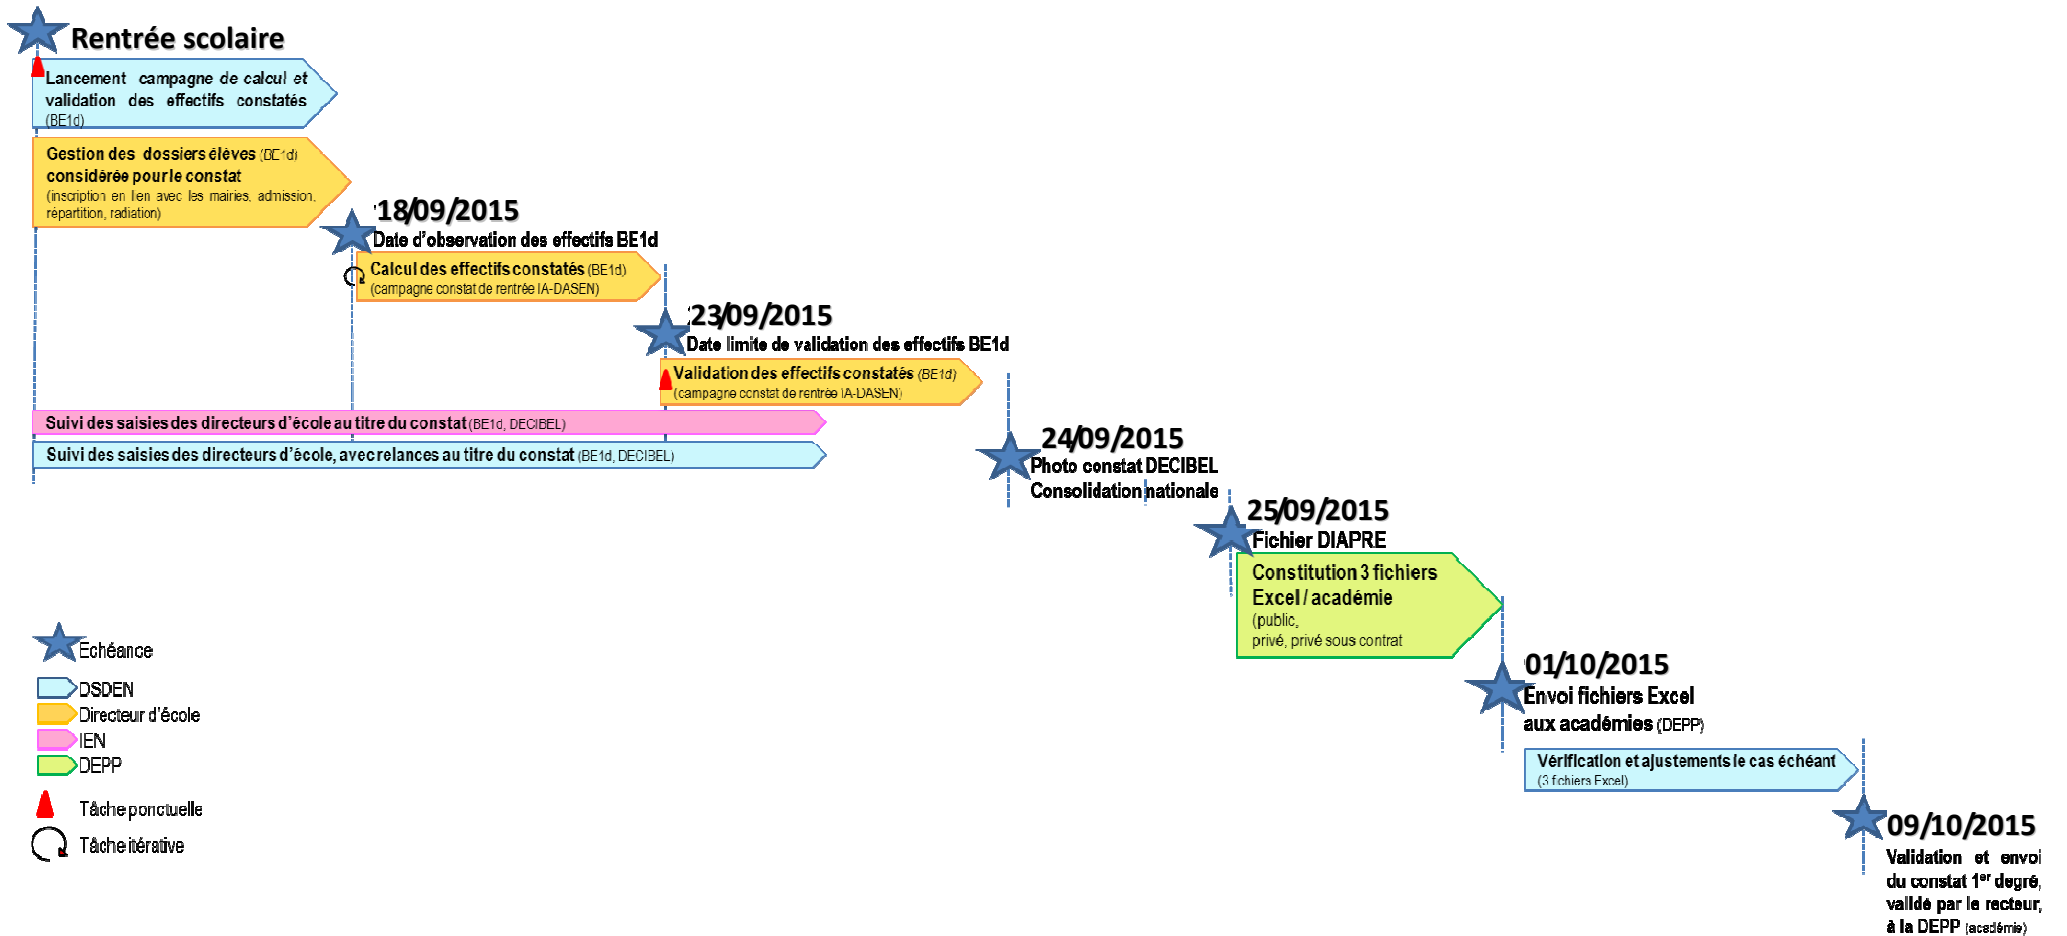 Rentrée scolaire
Lancement campagne de calcul et
validation des effectifs constatés
(BE1d)
Gestion des dossiers élèves (BE1d)
considérée pour le constat
(inscription en lien avec les mairies, admission,
répartition, radiation)
18/09/2015
Date d'observation des effectifs BE1d
Calcul des effectifs constatés (BE1d)
(campagne constat de rentrée IA-DASEN)
23/09/2015
Date limite de validation des effectifs BE1d
Validation des effectifs constatés (BE1d)
(campagne constat de rentrée IA-DASEN)
Suivi des saisies des directeurs d'école au titre du constat (BE1d, DECIBEL)
Suivi des saisies des directeurs d'école, avec relances au titre du constat (BE1d, DECIBEL)
24/09/2015
Photo constat DECIBEL
Consolidation nationale
25/09/2015
Fichier DIAPRE
Constitution 3 fichiers
Excel / académie
(public,
privé, privé sous contrat
01/10/2015
Envoi fichiers Excel
aux académies (DEPP)
Vérification et ajustements le cas échéant
(3 fichiers Excel)
09/10/2015
Validation et envoi
du constat 1er degré,
validé par le recteur,
à la DEPP (académie)
Echéance
DSDEN
Directeur d'école
IEN
DEPP
Tâche ponctuelle
Tâche itérative